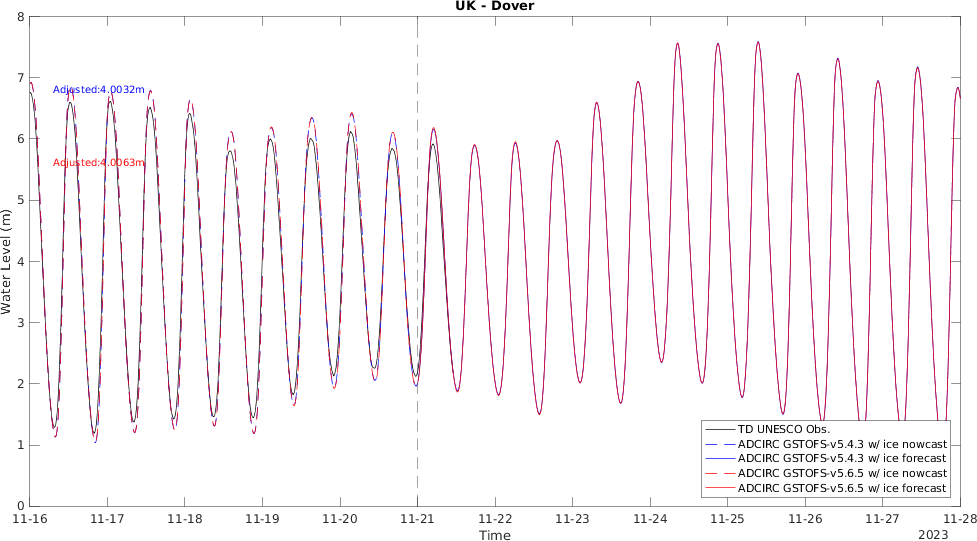 UK - Dover
8
7
6
5
4
3
2
1
0
Water Level (m)
Adjusted:4.0032m
Adjusted:4.0063m
TD UNESCO Obs.
ADCIRC GSTOFS-v5.4.3 w/ ice nowcast
ADCIRC GSTOFS-v5.4.3 w/ ice forecast
ADCIRC GSTOFS-v5.6.5 w/ ice nowcast
ADCIRC GSTOFS-v5.6.5 w/ ice forecast
11-16 11-17 11-18 11-19 11-20 11-21 11-22 11-23 11-24 11-25 11-26 11-27 11-28
Time
2023